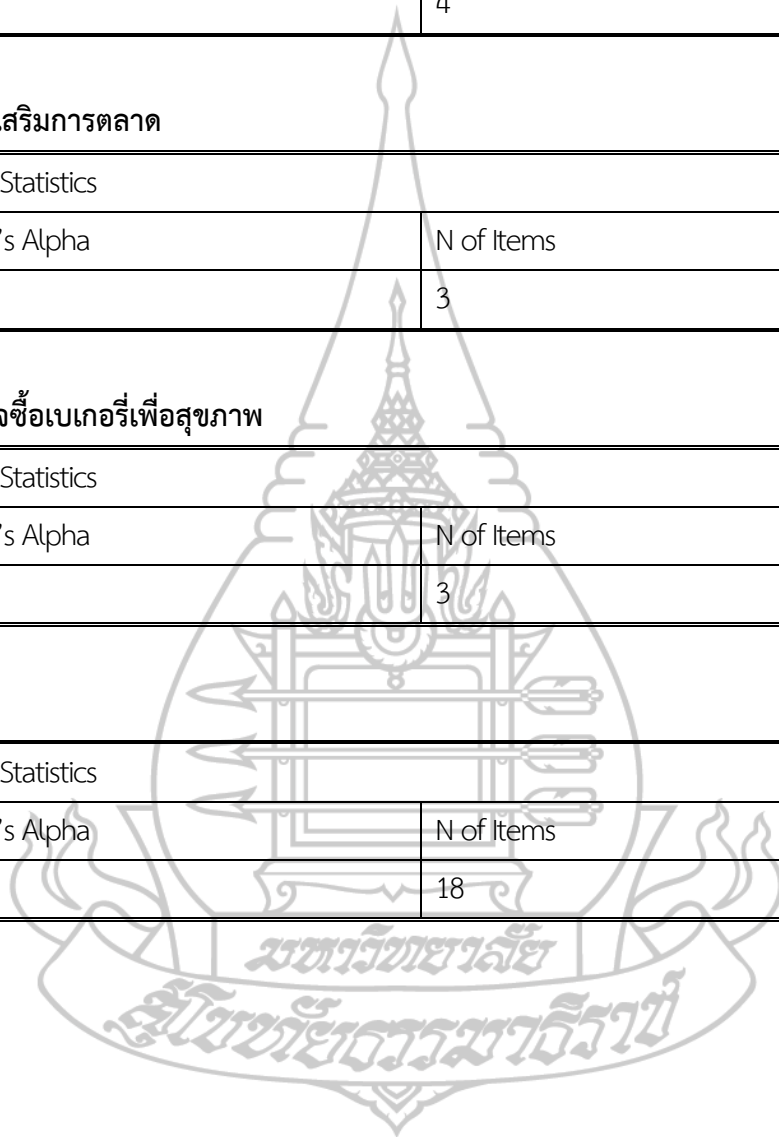 4
เสริมการตลาด
Statistics
's Alpha N of Items
3
จซื้อเบเกอรี่เพื่อสุขภาพ
Statistics
's Alpha N of Items
3
Statistics
's Alpha N of Items
18
มหาวิทยาลัย
สุโขทัยธรรมาธิราช